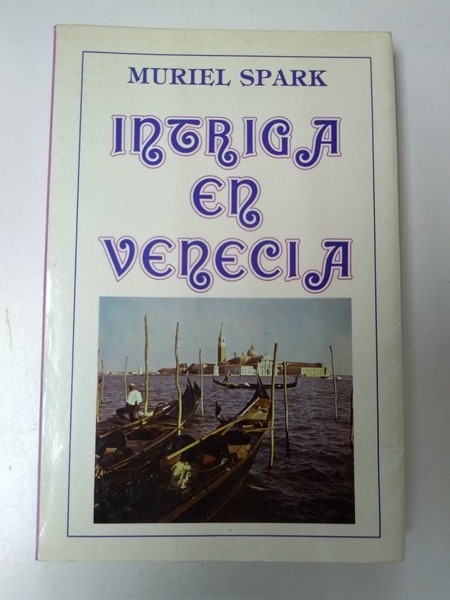 MURIEL SPARK
INTRIGA
EN
VENECIA